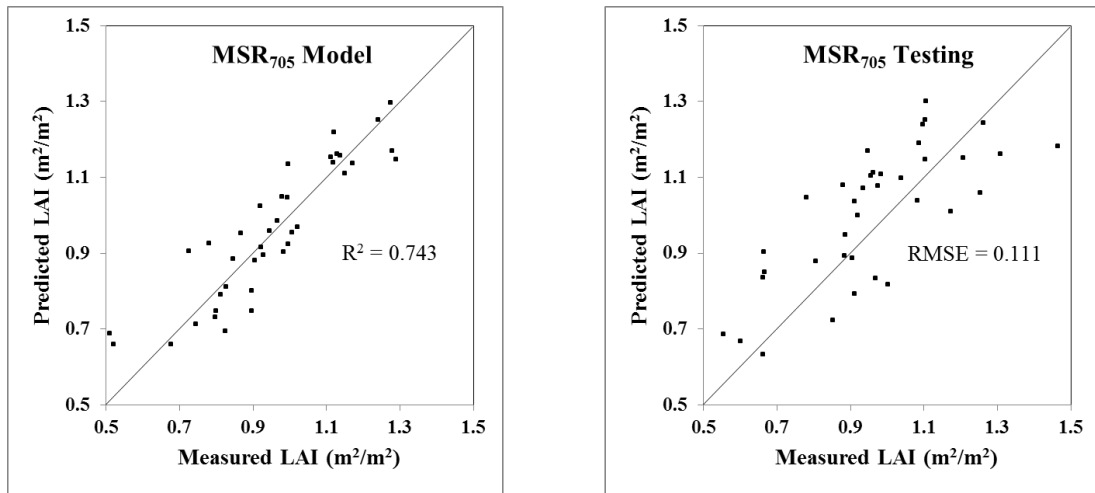 MSR₇₀₅ Model
1.5
1.3
1.1
0.9
0.7
0.5
Predicted LAI (m²/m²)
R² = 0.743
0.5 0.7 0.9 1.1 1.3 1.5
Measured LAI (m²/m²)
MSR₇₀₅ Testing
1.5
1.3
1.1
0.9
0.7
0.5
Predicted LAI (m²/m²)
RMSE = 0.111
0.5 0.7 0.9 1.1 1.3 1.5
Measured LAI (m²/m²)